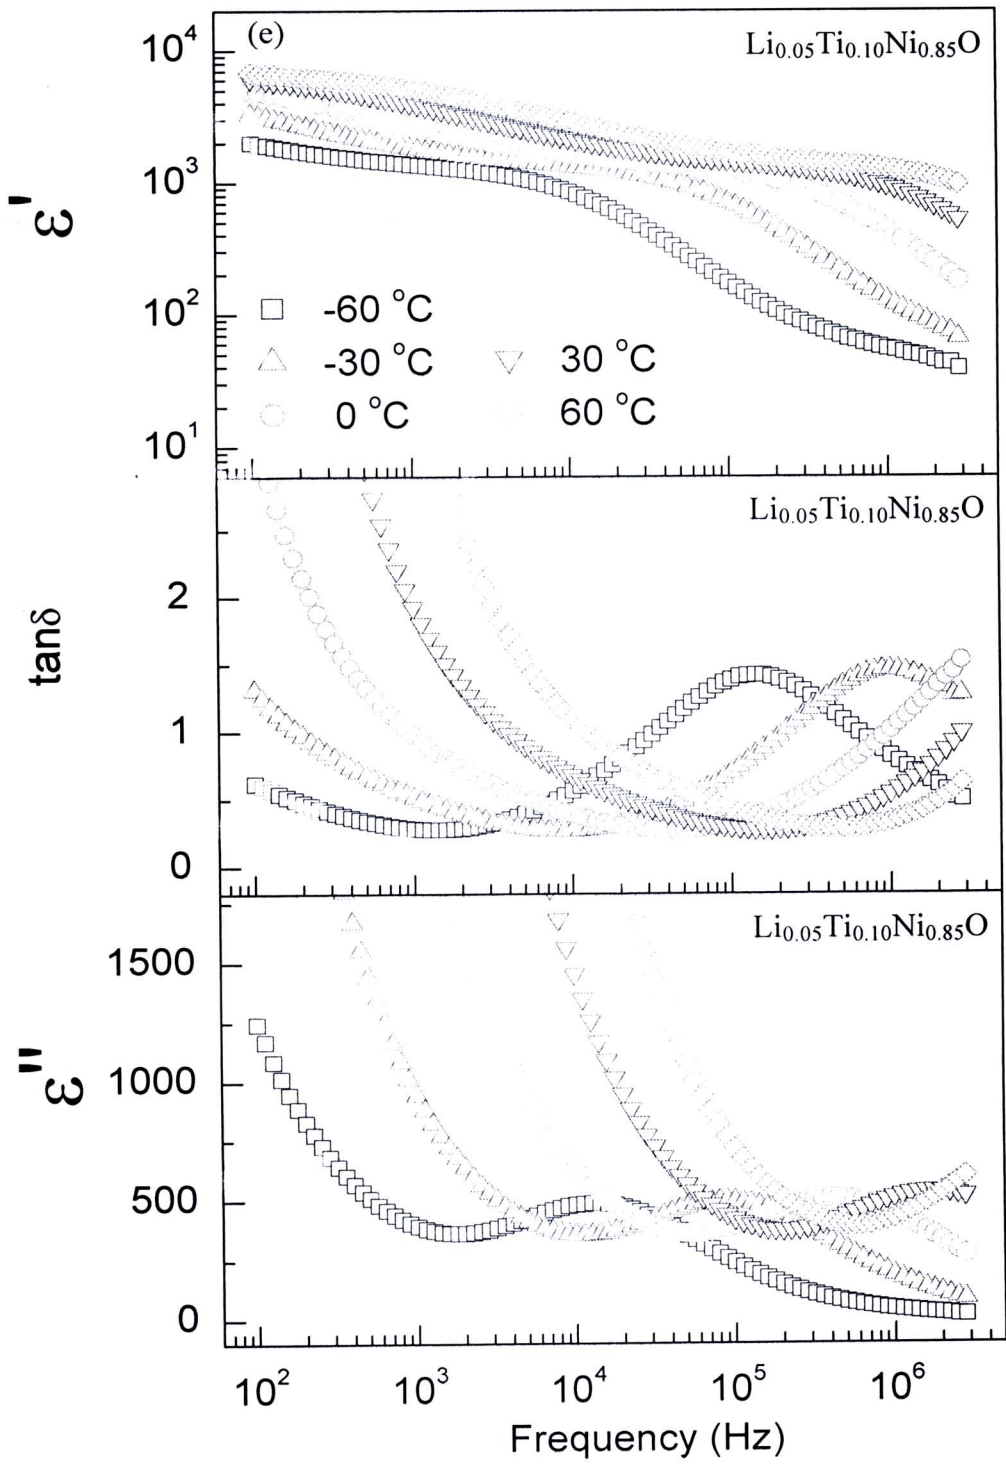 (e)
Li₀.₀₅Ti₀.₁₀Ni₀.₈₅O
10⁴
10³
10²
10¹
ε'
-60 °C
-30 °C
30 °C
0 °C
60 °C
Li₀.₀₅Ti₀.₁₀Ni₀.₈₅O
2
1
0
tanδ
Li₀.₀₅Ti₀.₁₀Ni₀.₈₅O
1500
1000
500
0
ε"
10² 10³ 10⁴ 10⁵ 10⁶
Frequency (Hz)